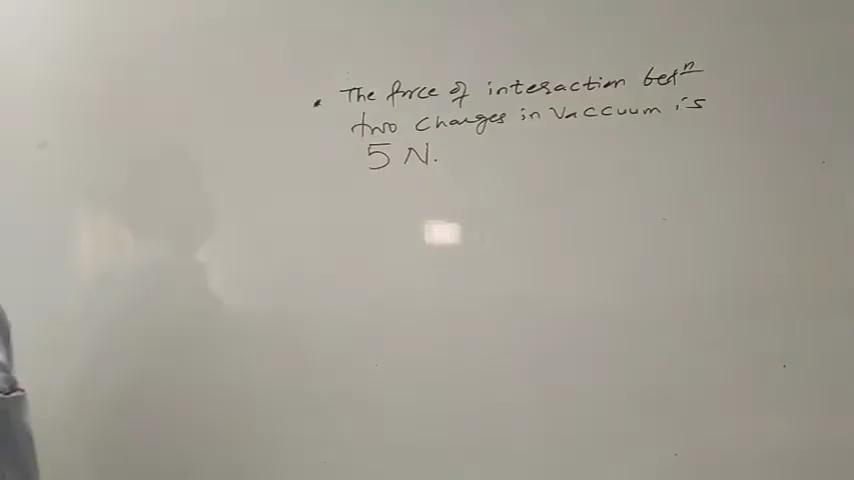 • The force of interaction betⁿ
two charges in Vaccuum is
5 N.